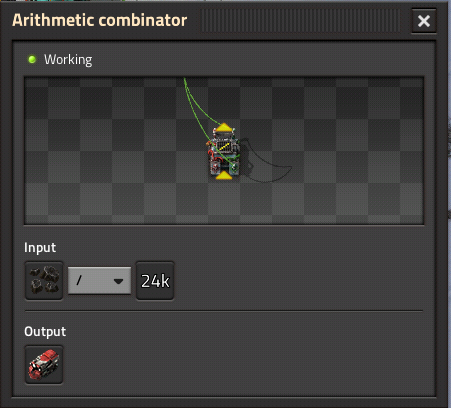 Arithmetic combinator
Working
Input
/
24k
Output